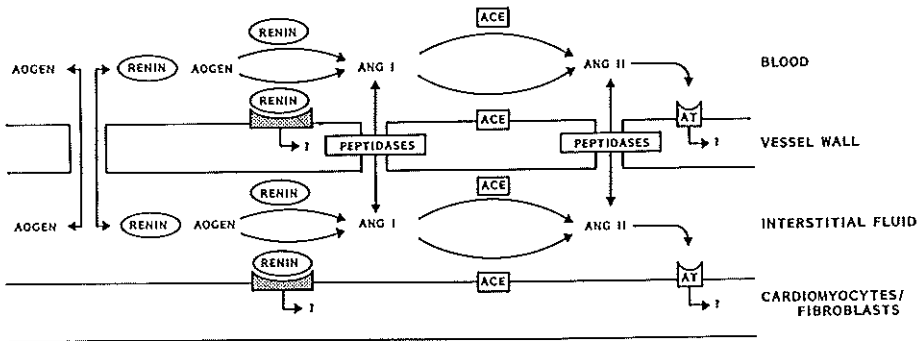 ACE
RENIN
AOGEN RENIN AOGEN ANG I ANG II BLOOD
RENIN
ACE AT
? PEPTIDASES PEPTIDASES ? VESSEL WALL
RENIN ACE
AOGEN RENIN AOGEN ANG I ANG II INTERSTITIAL FLUID
RENIN
ACE AT
? ? CARDIOMYOCYTES/
FIBROBLASTS